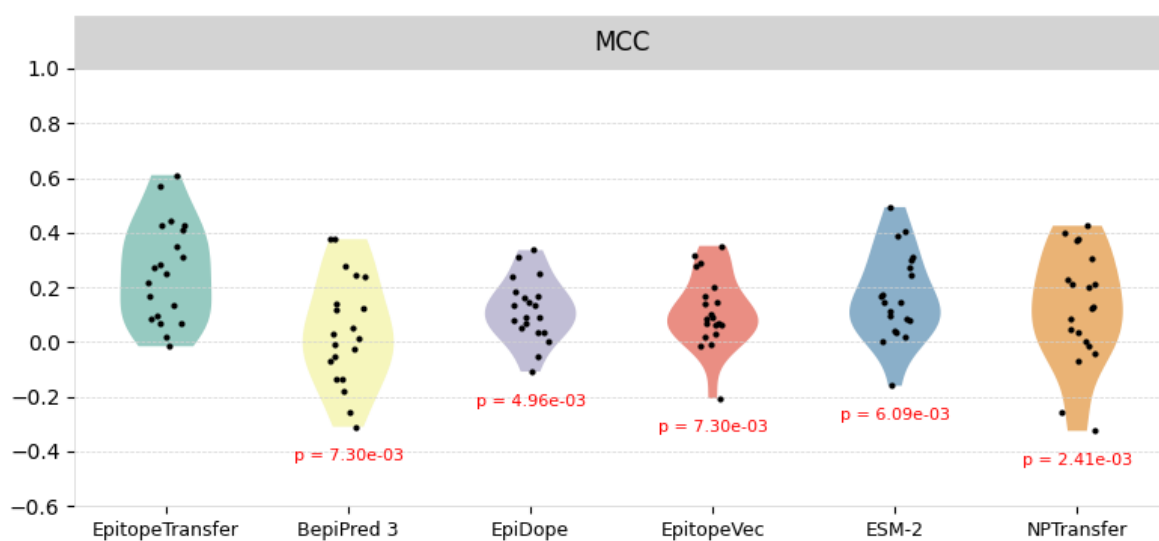 MCC
1.0
0.8
0.6
0.4
0.2
0.0
−0.2
−0.4
−0.6
p = 4.96e-03
p = 6.09e-03
p = 7.30e-03
p = 7.30e-03
p = 2.41e-03
EpitopeTransfer BepiPred 3 EpiDope EpitopeVec ESM-2 NPTransfer